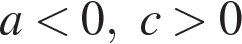 a < 0, c > 0